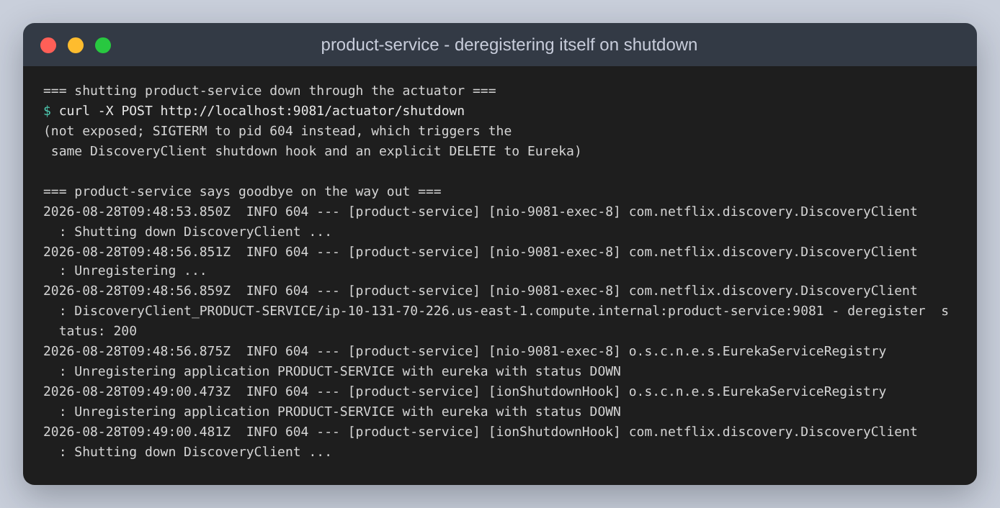 product-service - deregistering itself on shutdown
=== shutting product-service down through the actuator ===
$ curl -X POST http://localhost:9081/actuator/shutdown
(not exposed; SIGTERM to pid 604 instead, which triggers the
 same DiscoveryClient shutdown hook and an explicit DELETE to Eureka)

=== product-service says goodbye on the way out ===
2026-08-28T09:48:53.850Z  INFO 604 --- [product-service] [nio-9081-exec-8] com.netflix.discovery.DiscoveryClient
  : Shutting down DiscoveryClient ...
2026-08-28T09:48:56.851Z  INFO 604 --- [product-service] [nio-9081-exec-8] com.netflix.discovery.DiscoveryClient
  : Unregistering ...
2026-08-28T09:48:56.859Z  INFO 604 --- [product-service] [nio-9081-exec-8] com.netflix.discovery.DiscoveryClient
  : DiscoveryClient_PRODUCT-SERVICE/ip-10-131-70-226.us-east-1.compute.internal:product-service:9081 - deregister  s
  tatus: 200
2026-08-28T09:48:56.875Z  INFO 604 --- [product-service] [nio-9081-exec-8] o.s.c.n.e.s.EurekaServiceRegistry
  : Unregistering application PRODUCT-SERVICE with eureka with status DOWN
2026-08-28T09:49:00.473Z  INFO 604 --- [product-service] [ionShutdownHook] o.s.c.n.e.s.EurekaServiceRegistry
  : Unregistering application PRODUCT-SERVICE with eureka with status DOWN
2026-08-28T09:49:00.481Z  INFO 604 --- [product-service] [ionShutdownHook] com.netflix.discovery.DiscoveryClient
  : Shutting down DiscoveryClient ...